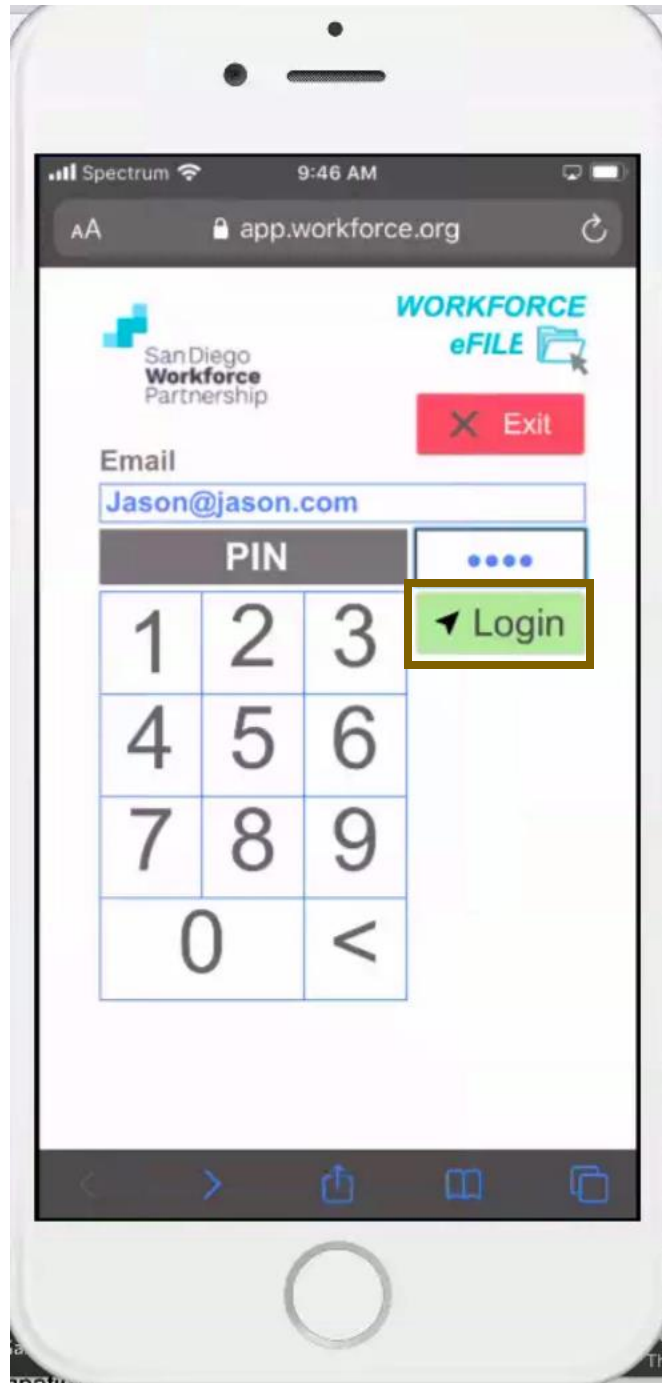 Spectrum 9:46 AM
AA app.workforce.org
San Diego
Workforce
Partnership
WORKFORCE
eFILE
X Exit
Email
Jason@jason.com
PIN ••••
Login
1 2 3
4 5 6
7 8 9
0 <